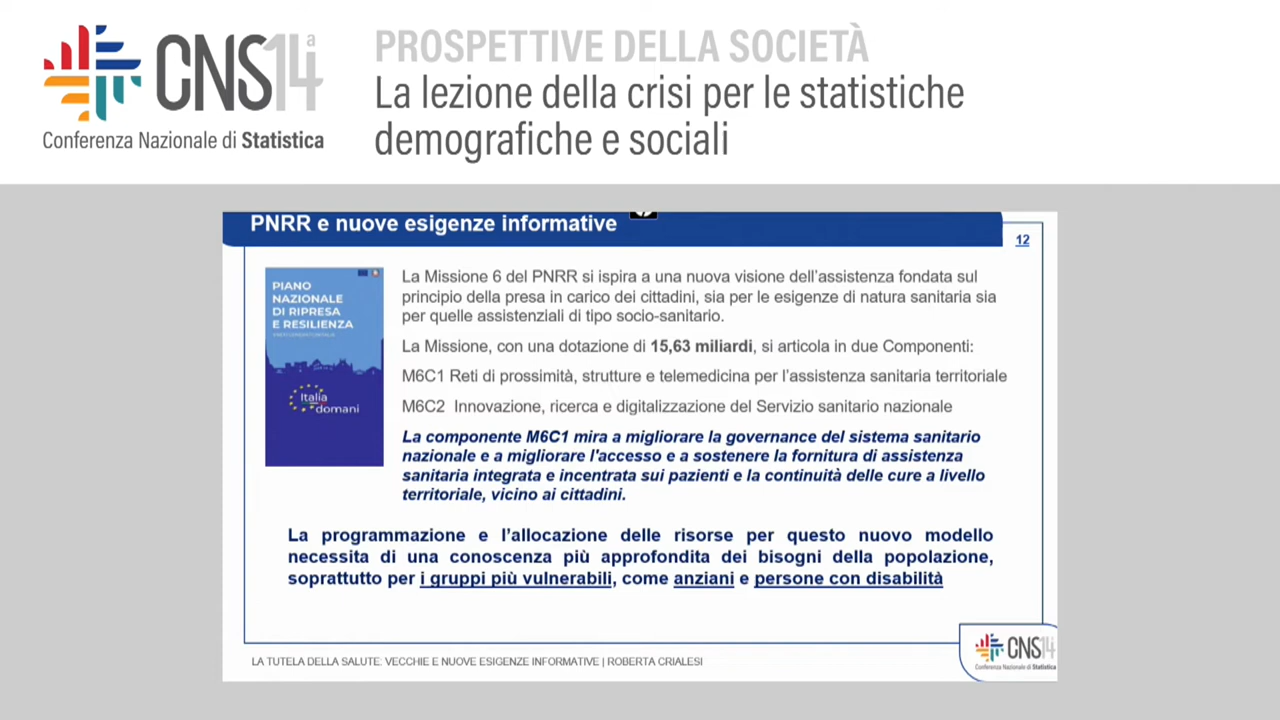 CNS14a
Conferenza Nazionale di Statistica
PROSPETTIVE DELLA SOCIETÀ
La lezione della crisi per le statistiche
demografiche e sociali
PNRR e nuove esigenze informative
12
PIANO
NAZIONALE
DI RIPRESA
E RESILIENZA
Italia
domani
La Missione 6 del PNRR si ispira a una nuova visione dell'assistenza fondata sul
principio della presa in carico dei cittadini, sia per le esigenze di natura sanitaria sia
per quelle assistenziali di tipo socio-sanitario.
La Missione, con una dotazione di 15,63 miliardi, si articola in due Componenti:
M6C1 Reti di prossimità, strutture e telemedicina per l'assistenza sanitaria territoriale
M6C2 Innovazione, ricerca e digitalizzazione del Servizio sanitario nazionale
La componente M6C1 mira a migliorare la governance del sistema sanitario
nazionale e a migliorare l'accesso e a sostenere la fornitura di assistenza
sanitaria integrata e incentrata sui pazienti e la continuità delle cure a livello
territoriale, vicino ai cittadini.
La programmazione e l'allocazione delle risorse per questo nuovo modello
necessita di una conoscenza più approfondita dei bisogni della popolazione,
soprattutto per i gruppi più vulnerabili, come anziani e persone con disabilità
LA TUTELA DELLA SALUTE. VECCHIE E NUOVE ESIGENZE INFORMATIVE | ROBERTA CRIALESI
CNS14
Conferenza Nazionale di Statistica